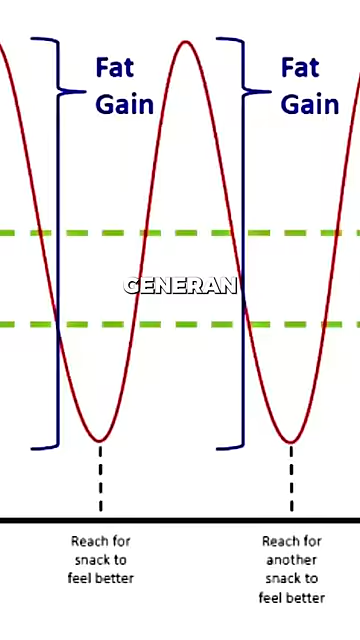 Fat
Gain
Fat
Gain
GENERAN
Reach for
snack to
feel better
Reach for
another
snack to
feel better